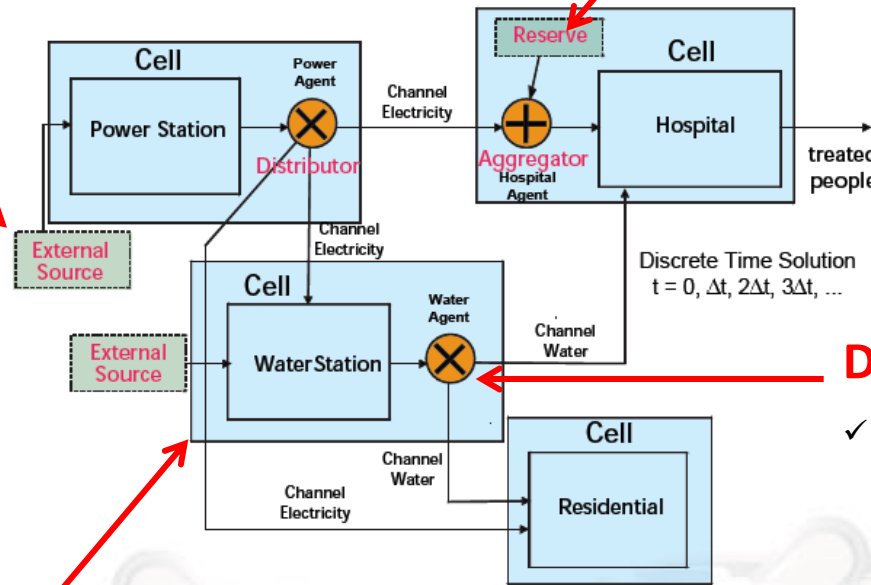 Reserve
Cell
Power
Agent
Power Station
Distributor
Channel
Electricity
Cell
Aggregator
Hospital
Agent
Hospital
treated
people
External
Source
Channel
Electricity
Discrete Time Solution
t = 0, Δt, 2Δt, 3Δt, ...
Cell
Water
Agent
External
Source
WaterStation
Channel
Water
D
✓
Channel
Water
Cell
Channel
Electricity
Residential